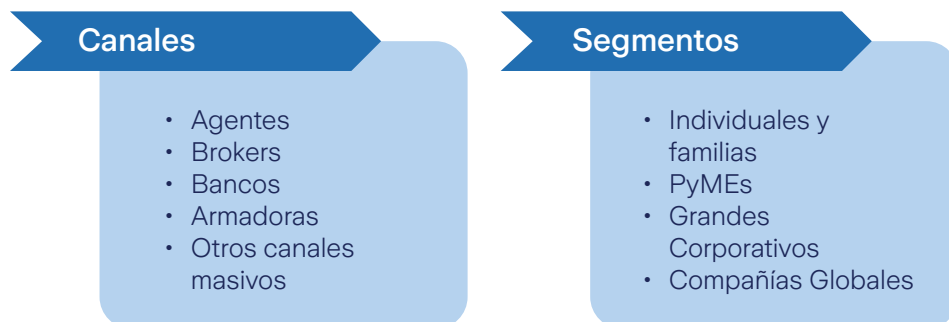 Canales
• Agentes
• Brokers
• Bancos
• Armadoras
• Otros canales
masivos
Segmentos
• Individuales y
familias
• PyMEs
• Grandes
Corporativos
• Compañías Globales